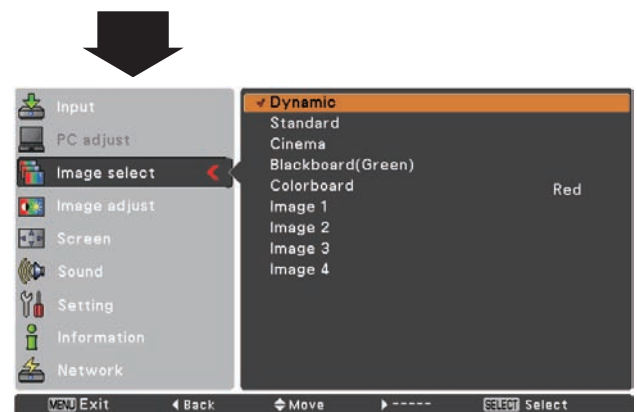 Input
PC adjust
Image select
Image adjust
Screen
Sound
Setting
Information
Network
Dynamic
Standard
Cinema
Blackboard(Green)
Colorboard Red
Image 1
Image 2
Image 3
Image 4
MENU Exit Back Move ----- SELECT Select